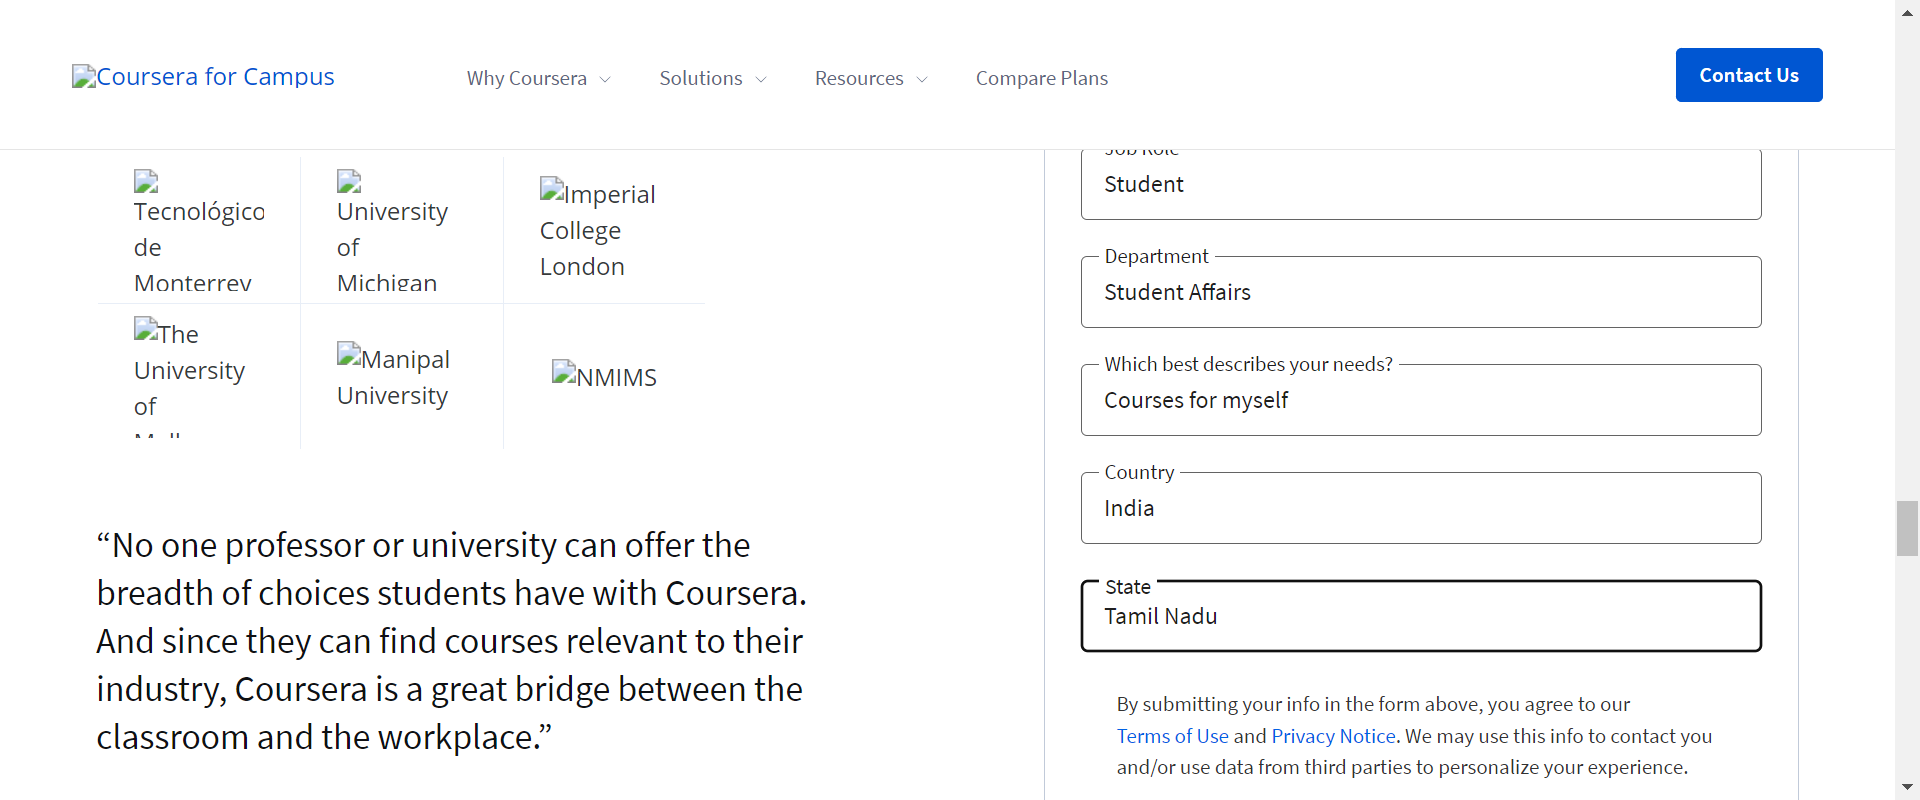 Coursera for Campus
Why Coursera
Solutions
Resources
Compare Plans
Contact Us
Tecnológico
de
Monterrey
University
of
Michigan
Imperial
College
London
The
University
of
Manipal
University
NMIMS
“No one professor or university can offer the
breadth of choices students have with Coursera.
And since they can find courses relevant to their
industry, Coursera is a great bridge between the
classroom and the workplace.”
Job Role
Student
Department
Student Affairs
Which best describes your needs?
Courses for myself
Country
India
State
Tamil Nadu
By submitting your info in the form above, you agree to our
Terms of Use and Privacy Notice. We may use this info to contact you
and/or use data from third parties to personalize your experience.